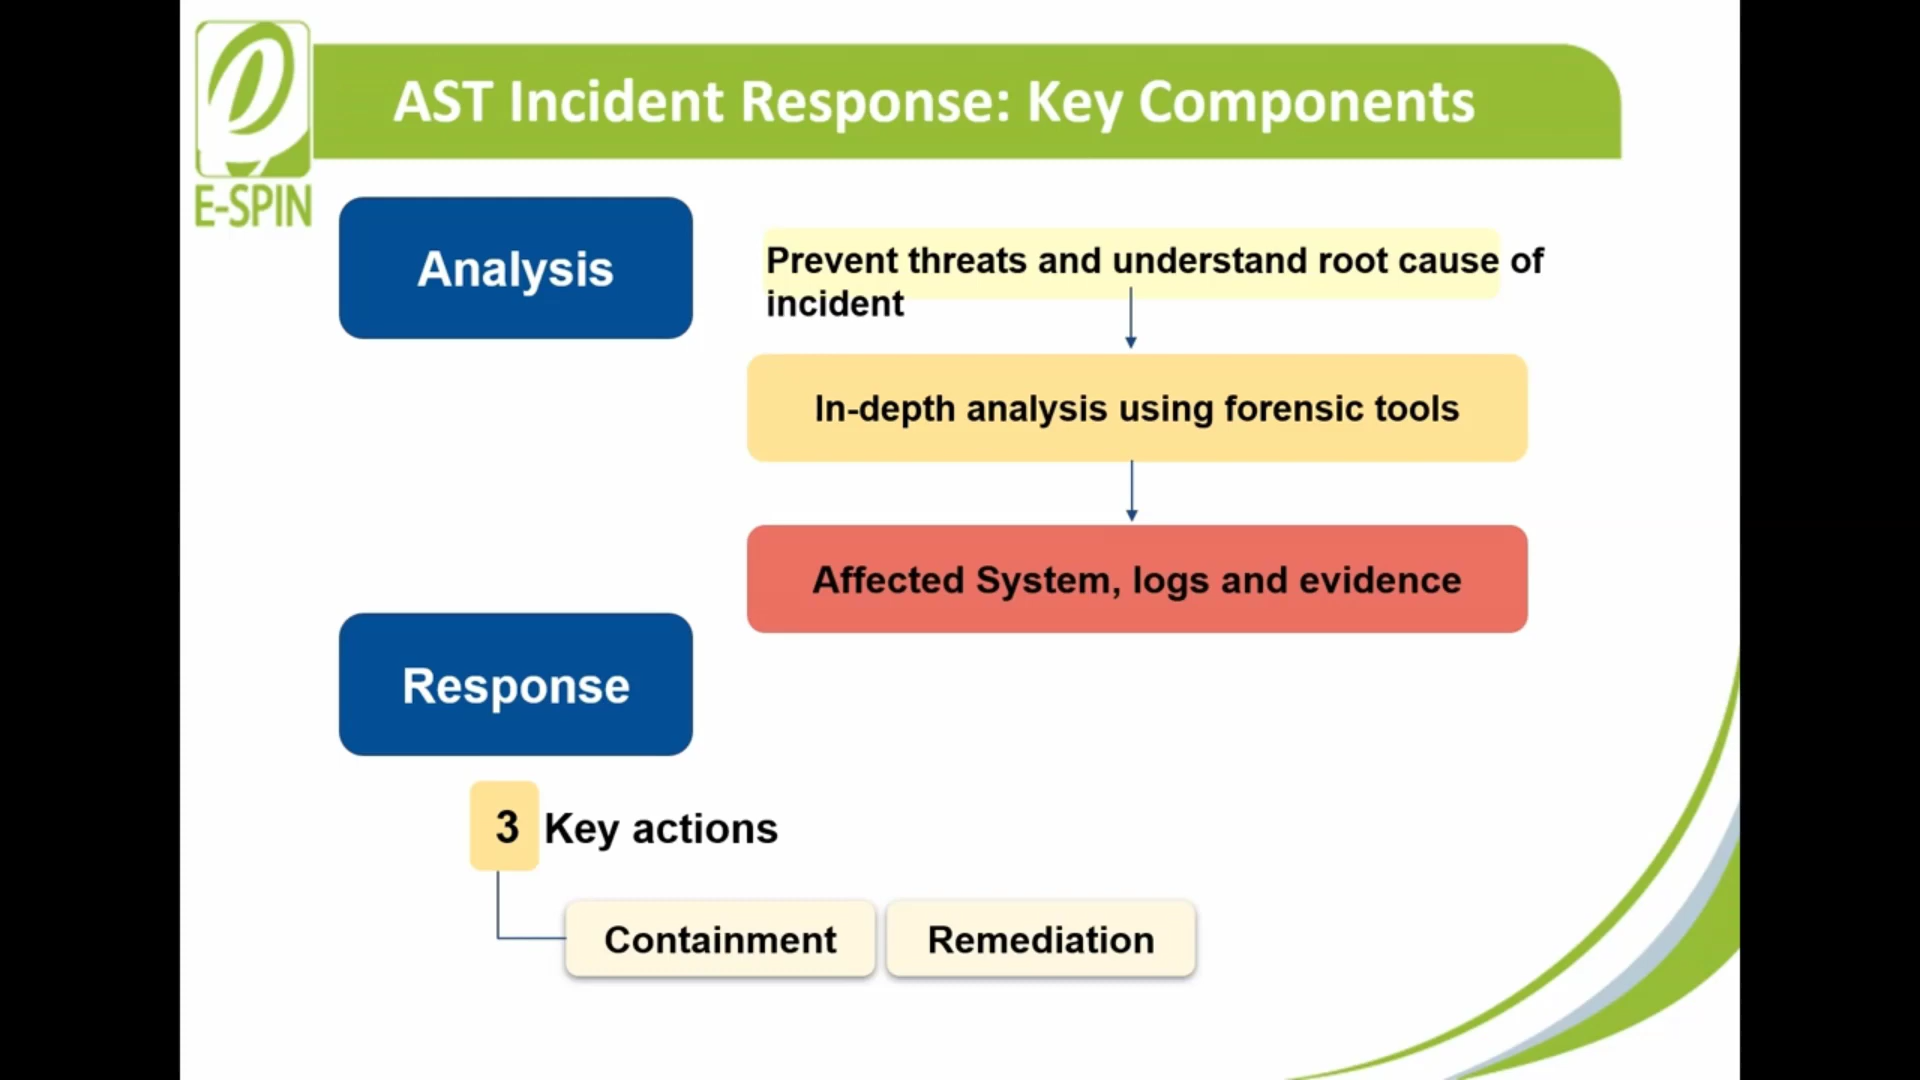 AST Incident Response: Key Components
E-SPIN
Analysis
Prevent threats and understand root cause of
incident
In-depth analysis using forensic tools
Affected System, logs and evidence
Response
3 Key actions
Containment
Remediation